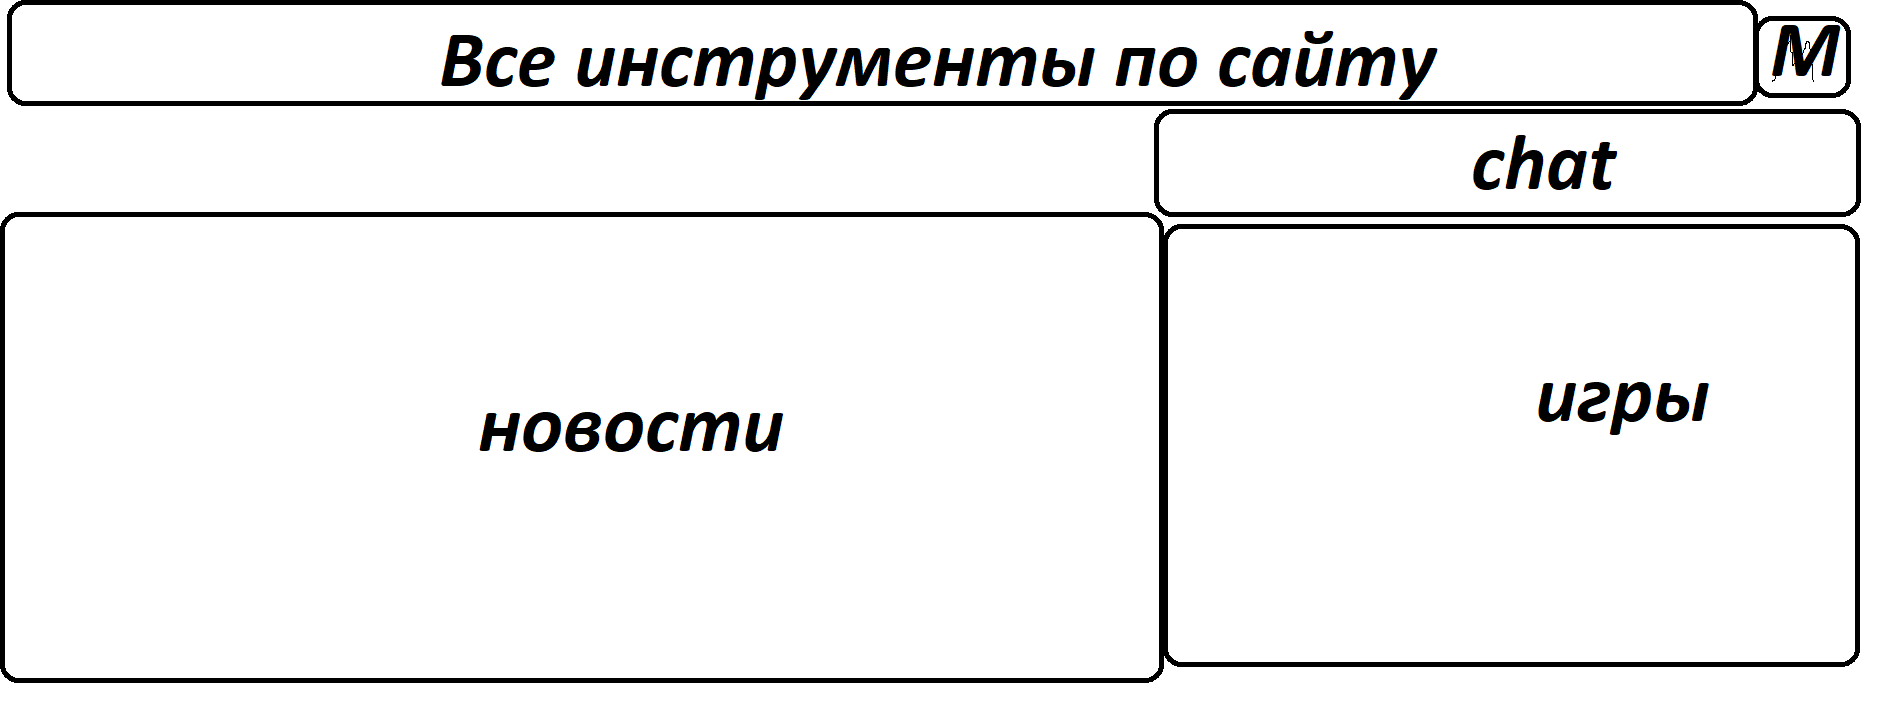 Все инструменты по сайту
М
chat
новости
игры